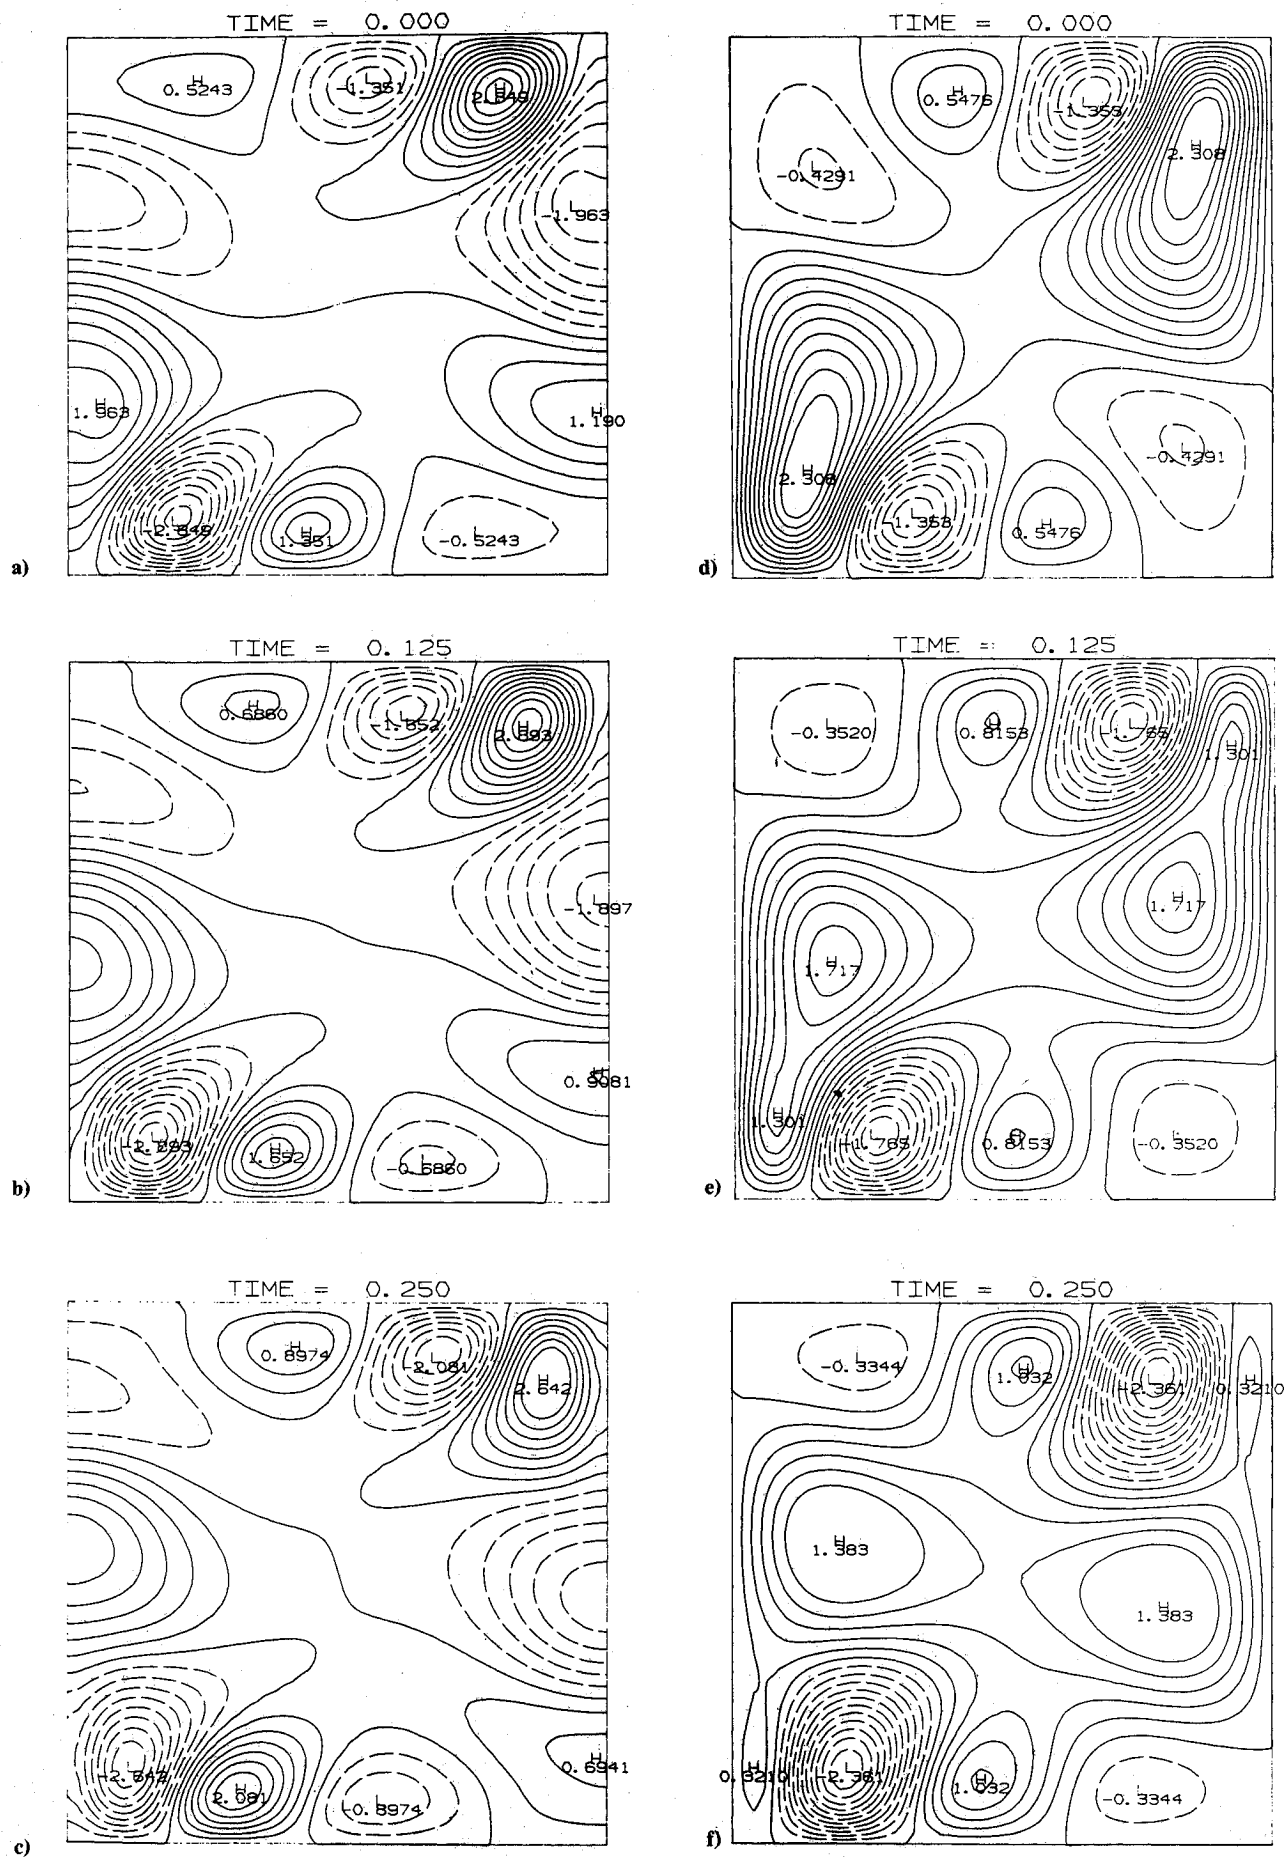 TIME = 0.000
H
0.5243
L
-1.351
H
2.849
L
-1.963
H
1.963
H
1.190
L
-2.849
H
1.351
L
-0.5243
a)
TIME = 0.000
H
0.5476
L
-1.353
H
2.308
L
-0.4291
L
-0.4291
H
2.308
L
-1.353
H
0.5476
d)
TIME = 0.125
H
0.6860
L
-1.652
H
2.893
L
-1.897
H
0.9081
L
-2.893
H
1.652
L
-0.6860
b)
TIME = 0.125
L
-0.3520
H
0.8153
L
-1.765
H
1.301
H
1.717
H
1.717
H
1.301
L
-1.765
H
0.8153
L
-0.3520
e)
TIME = 0.250
H
0.8974
L
-2.081
H
2.642
H
0.6941
L
-2.642
H
2.081
L
-0.8974
c)
TIME = 0.250
L
-0.3344
H
1.032
L
-2.361
H
0.3210
H
1.383
H
1.383
H
0.3210
L
-2.361
H
1.032
L
-0.3344
f)